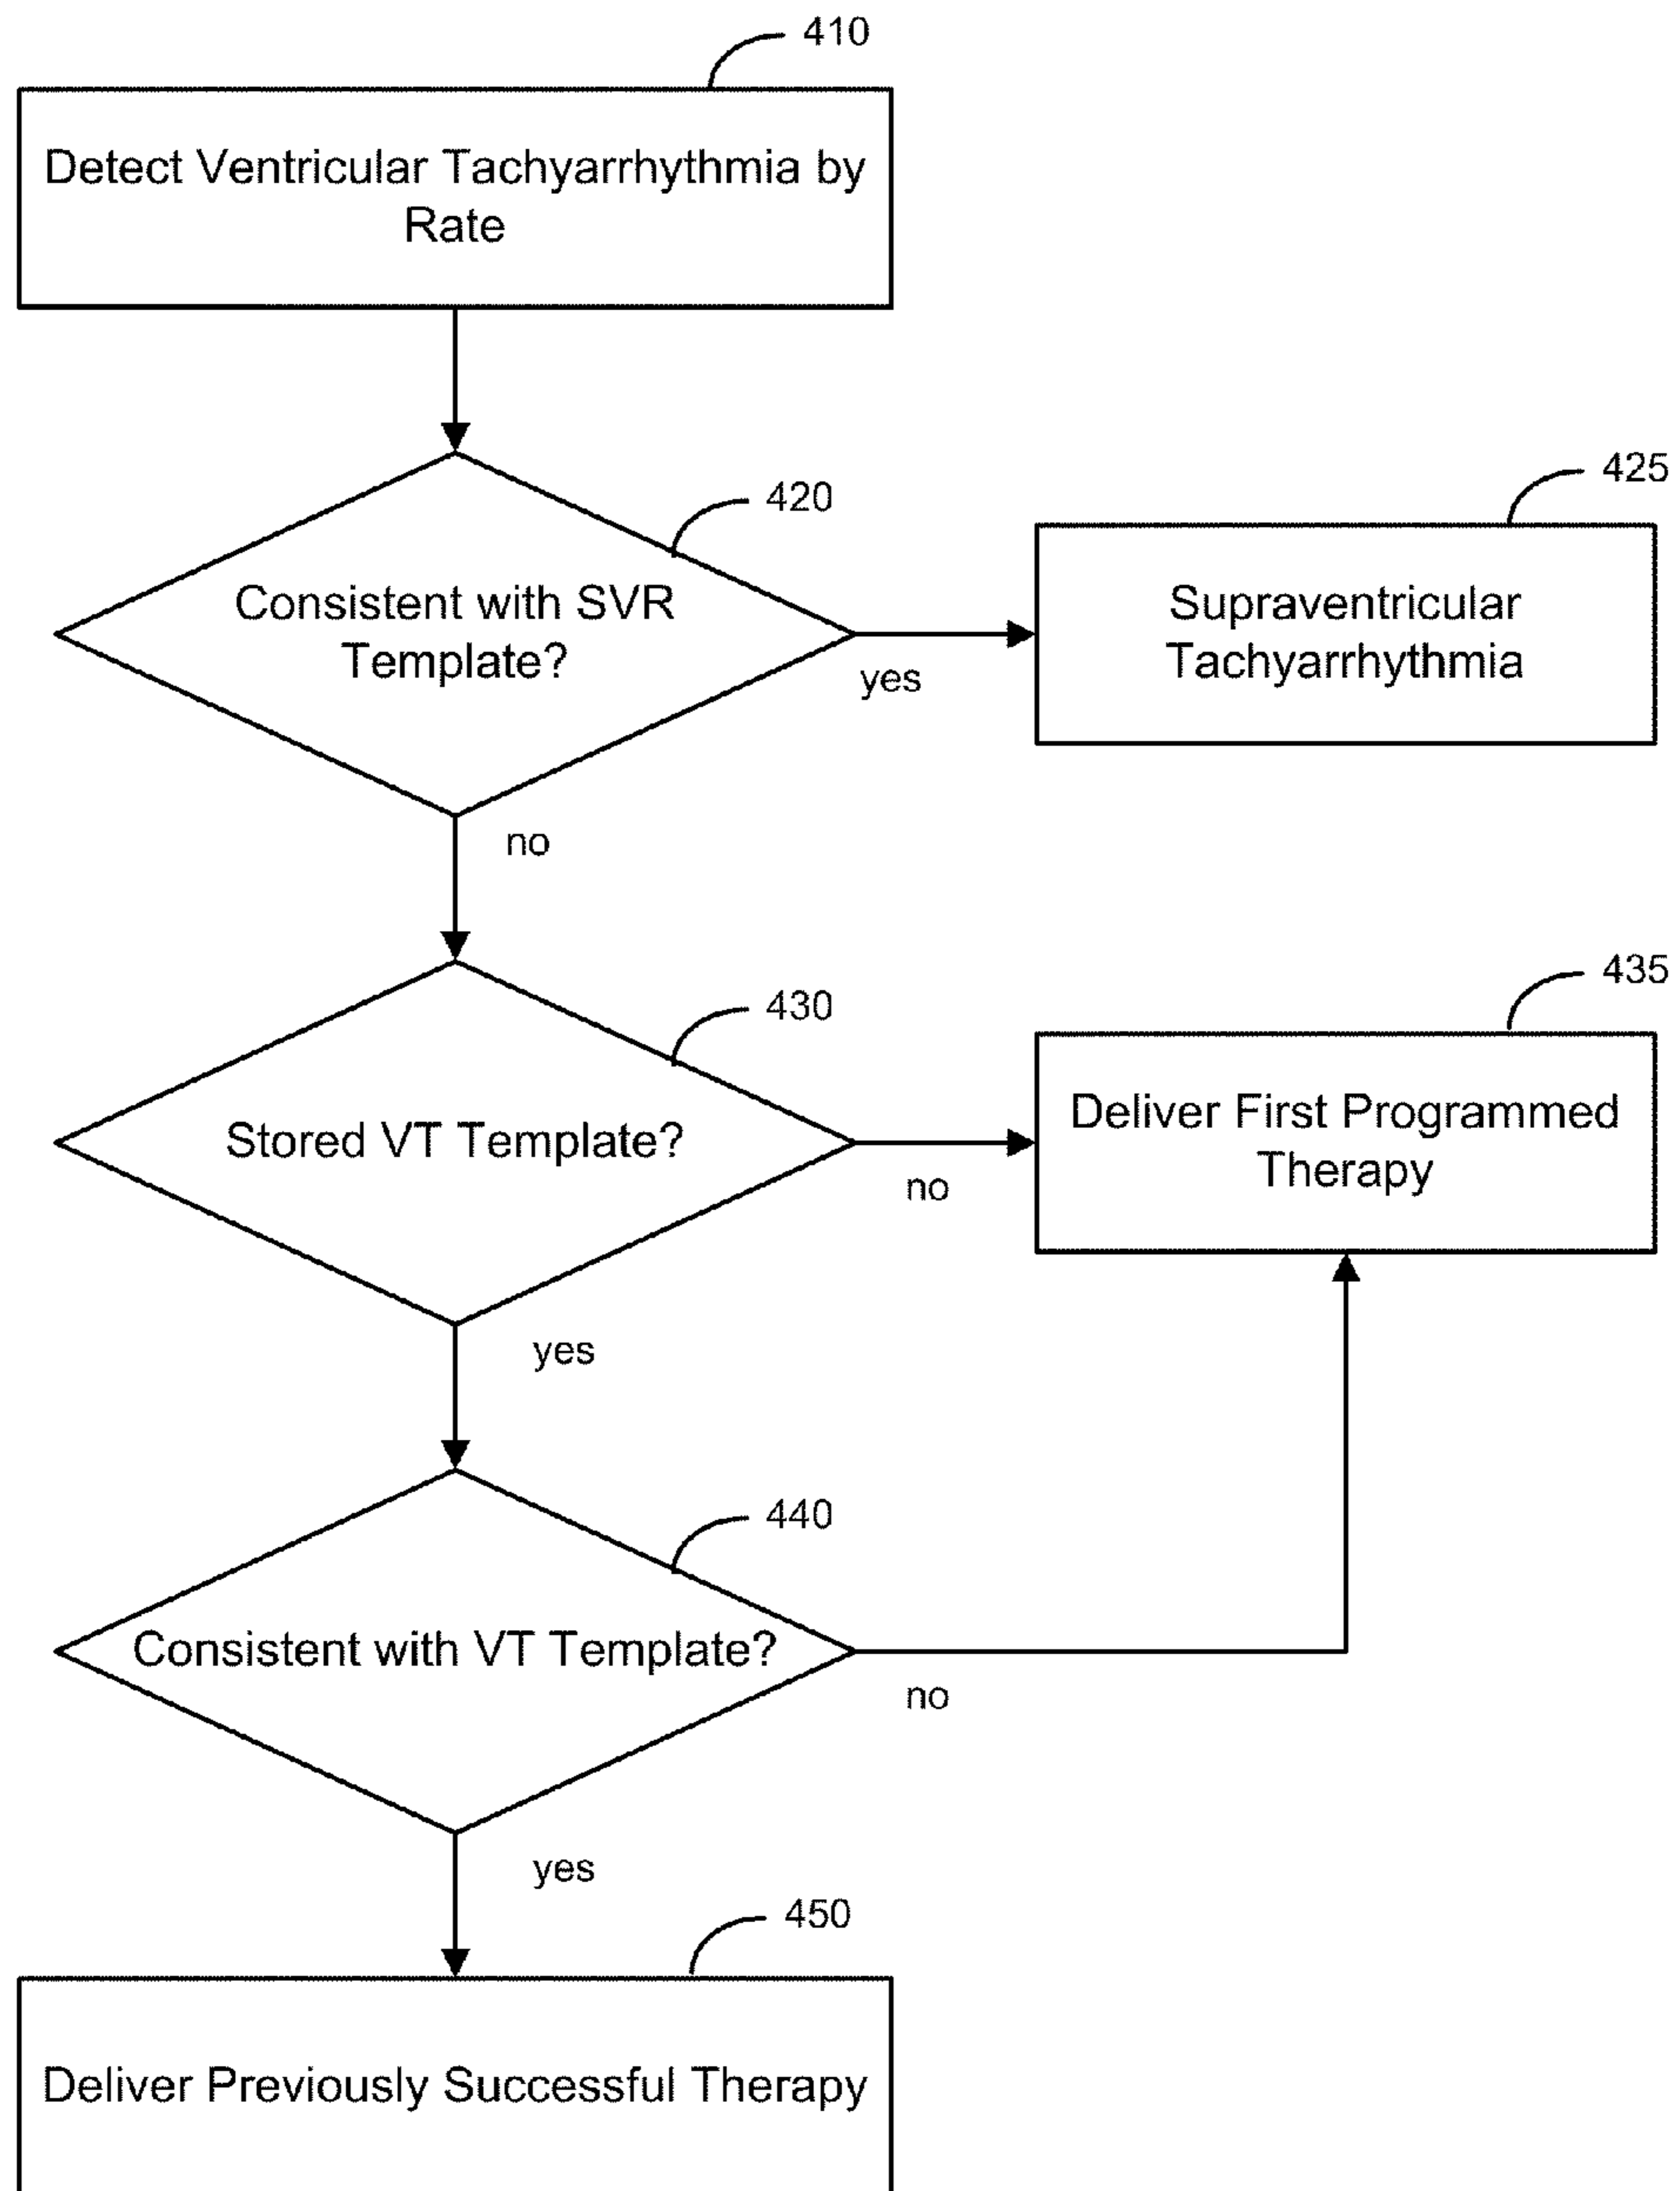 410
Detect Ventricular Tachyarrhythmia by
Rate
420
Consistent with SVR
Template?
yes
425
Supraventricular
Tachyarrhythmia
no
430
Stored VT Template?
no
435
Deliver First Programmed
Therapy
yes
440
Consistent with VT Template?
no
yes
450
Deliver Previously Successful Therapy